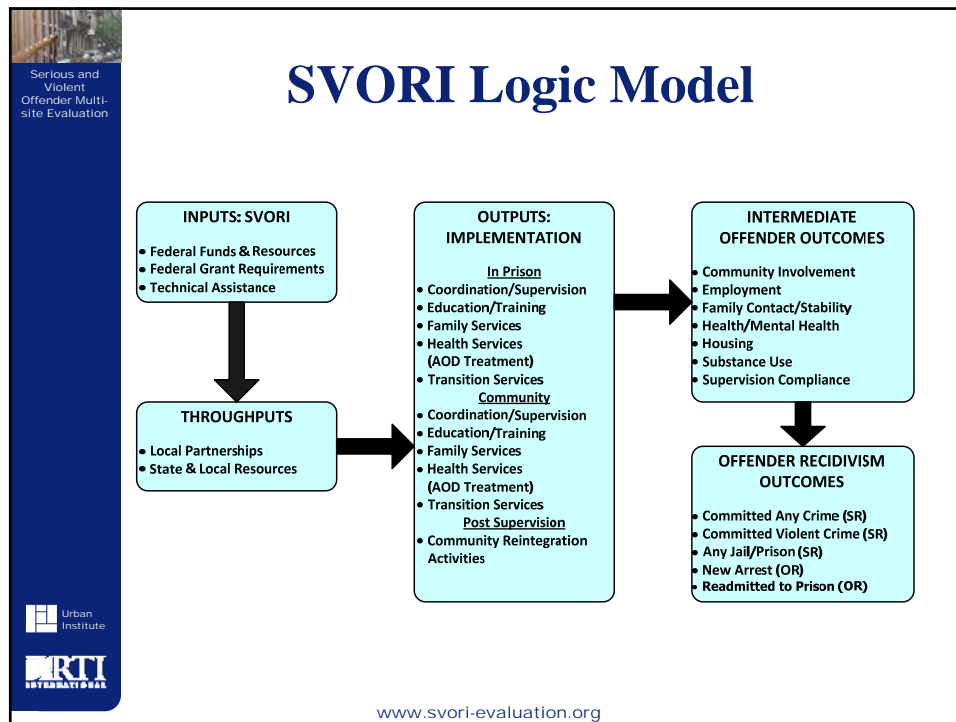 Serious and
Violent
Offender Multi-
site Evaluation
SVORI Logic Model
INPUTS: SVORI
• Federal Funds & Resources
• Federal Grant Requirements
• Technical Assistance
THROUGHPUTS
• Local Partnerships
• State & Local Resources
OUTPUTS:
IMPLEMENTATION
In Prison
• Coordination/Supervision
• Education/Training
• Family Services
• Health Services
(AOD Treatment)
• Transition Services
Community
• Coordination/Supervision
• Education/Training
• Family Services
• Health Services
(AOD Treatment)
• Transition Services
Post Supervision
• Community Reintegration
Activities
INTERMEDIATE
OFFENDER OUTCOMES
• Community Involvement
• Employment
• Family Contact/Stability
• Health/Mental Health
• Housing
• Substance Use
• Supervision Compliance
OFFENDER RECIDIVISM
OUTCOMES
• Committed Any Crime (SR)
• Committed Violent Crime (SR)
• Any Jail/Prison (SR)
• New Arrest (OR)
• Readmitted to Prison (OR)
Urban
Institute
RTI
INTERNATIONAL
www.svori-evaluation.org